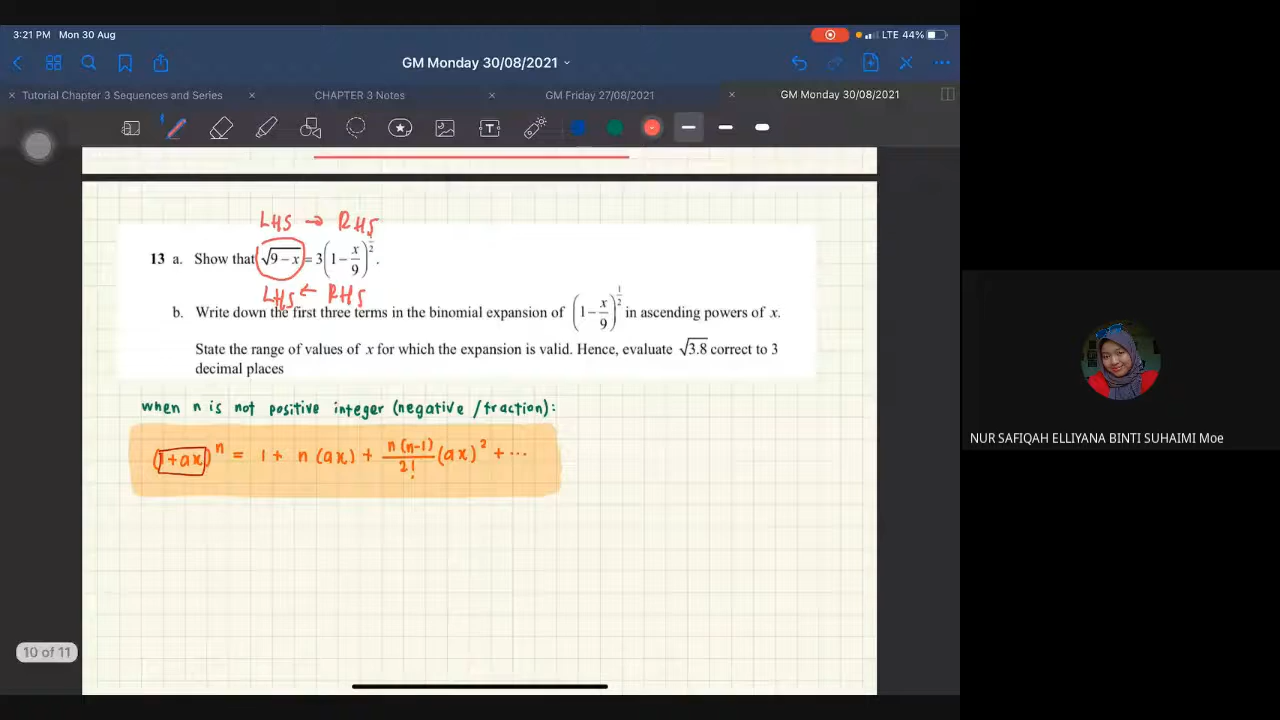 3:21 PM Mon 30 Aug
LTE 44%
GM Monday 30/08/2021
Tutorial Chapter 3 Sequences and Series
CHAPTER 3 Notes
GM Friday 27/08/2021
GM Monday 30/08/2021
LHS → RHS
13 a. Show that √(9 − x) = 3(1 − x/9)^(1/2).
LHS ← RHS
b. Write down the first three terms in the binomial expansion of (1 − x/9)^(1/2) in ascending powers of x.
State the range of values of x for which the expansion is valid. Hence, evaluate √3.8 correct to 3
decimal places
when n is not positive integer (negative / fraction):
(1+ax)^n = 1 + n(ax) + n(n-1)/2! (ax)^2 + ...
10 of 11
NUR SAFIQAH ELLIYANA BINTI SUHAIMI Moe